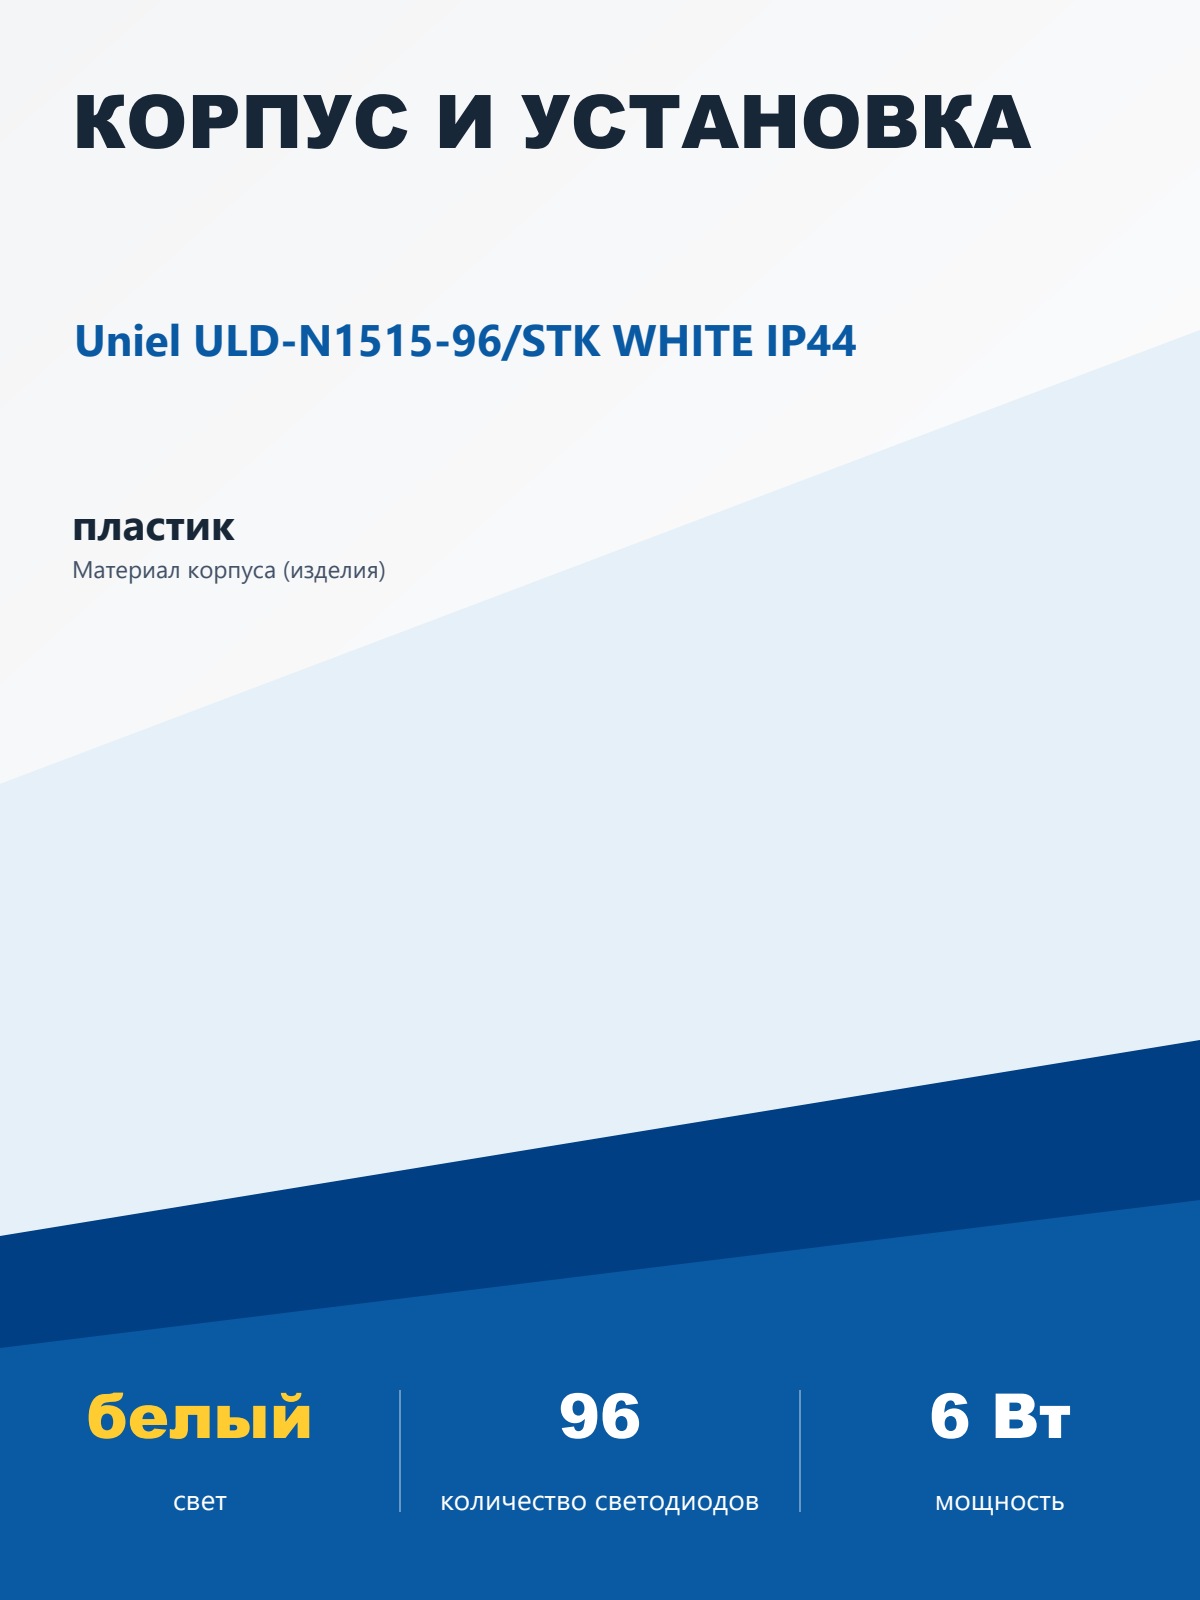 КОРПУС И УСТАНОВКА
Uniel ULD-N1515-96/STK WHITE IP44
пластик
Материал корпуса (изделия)
белый
свет
96
количество светодиодов
6 Вт
мощность